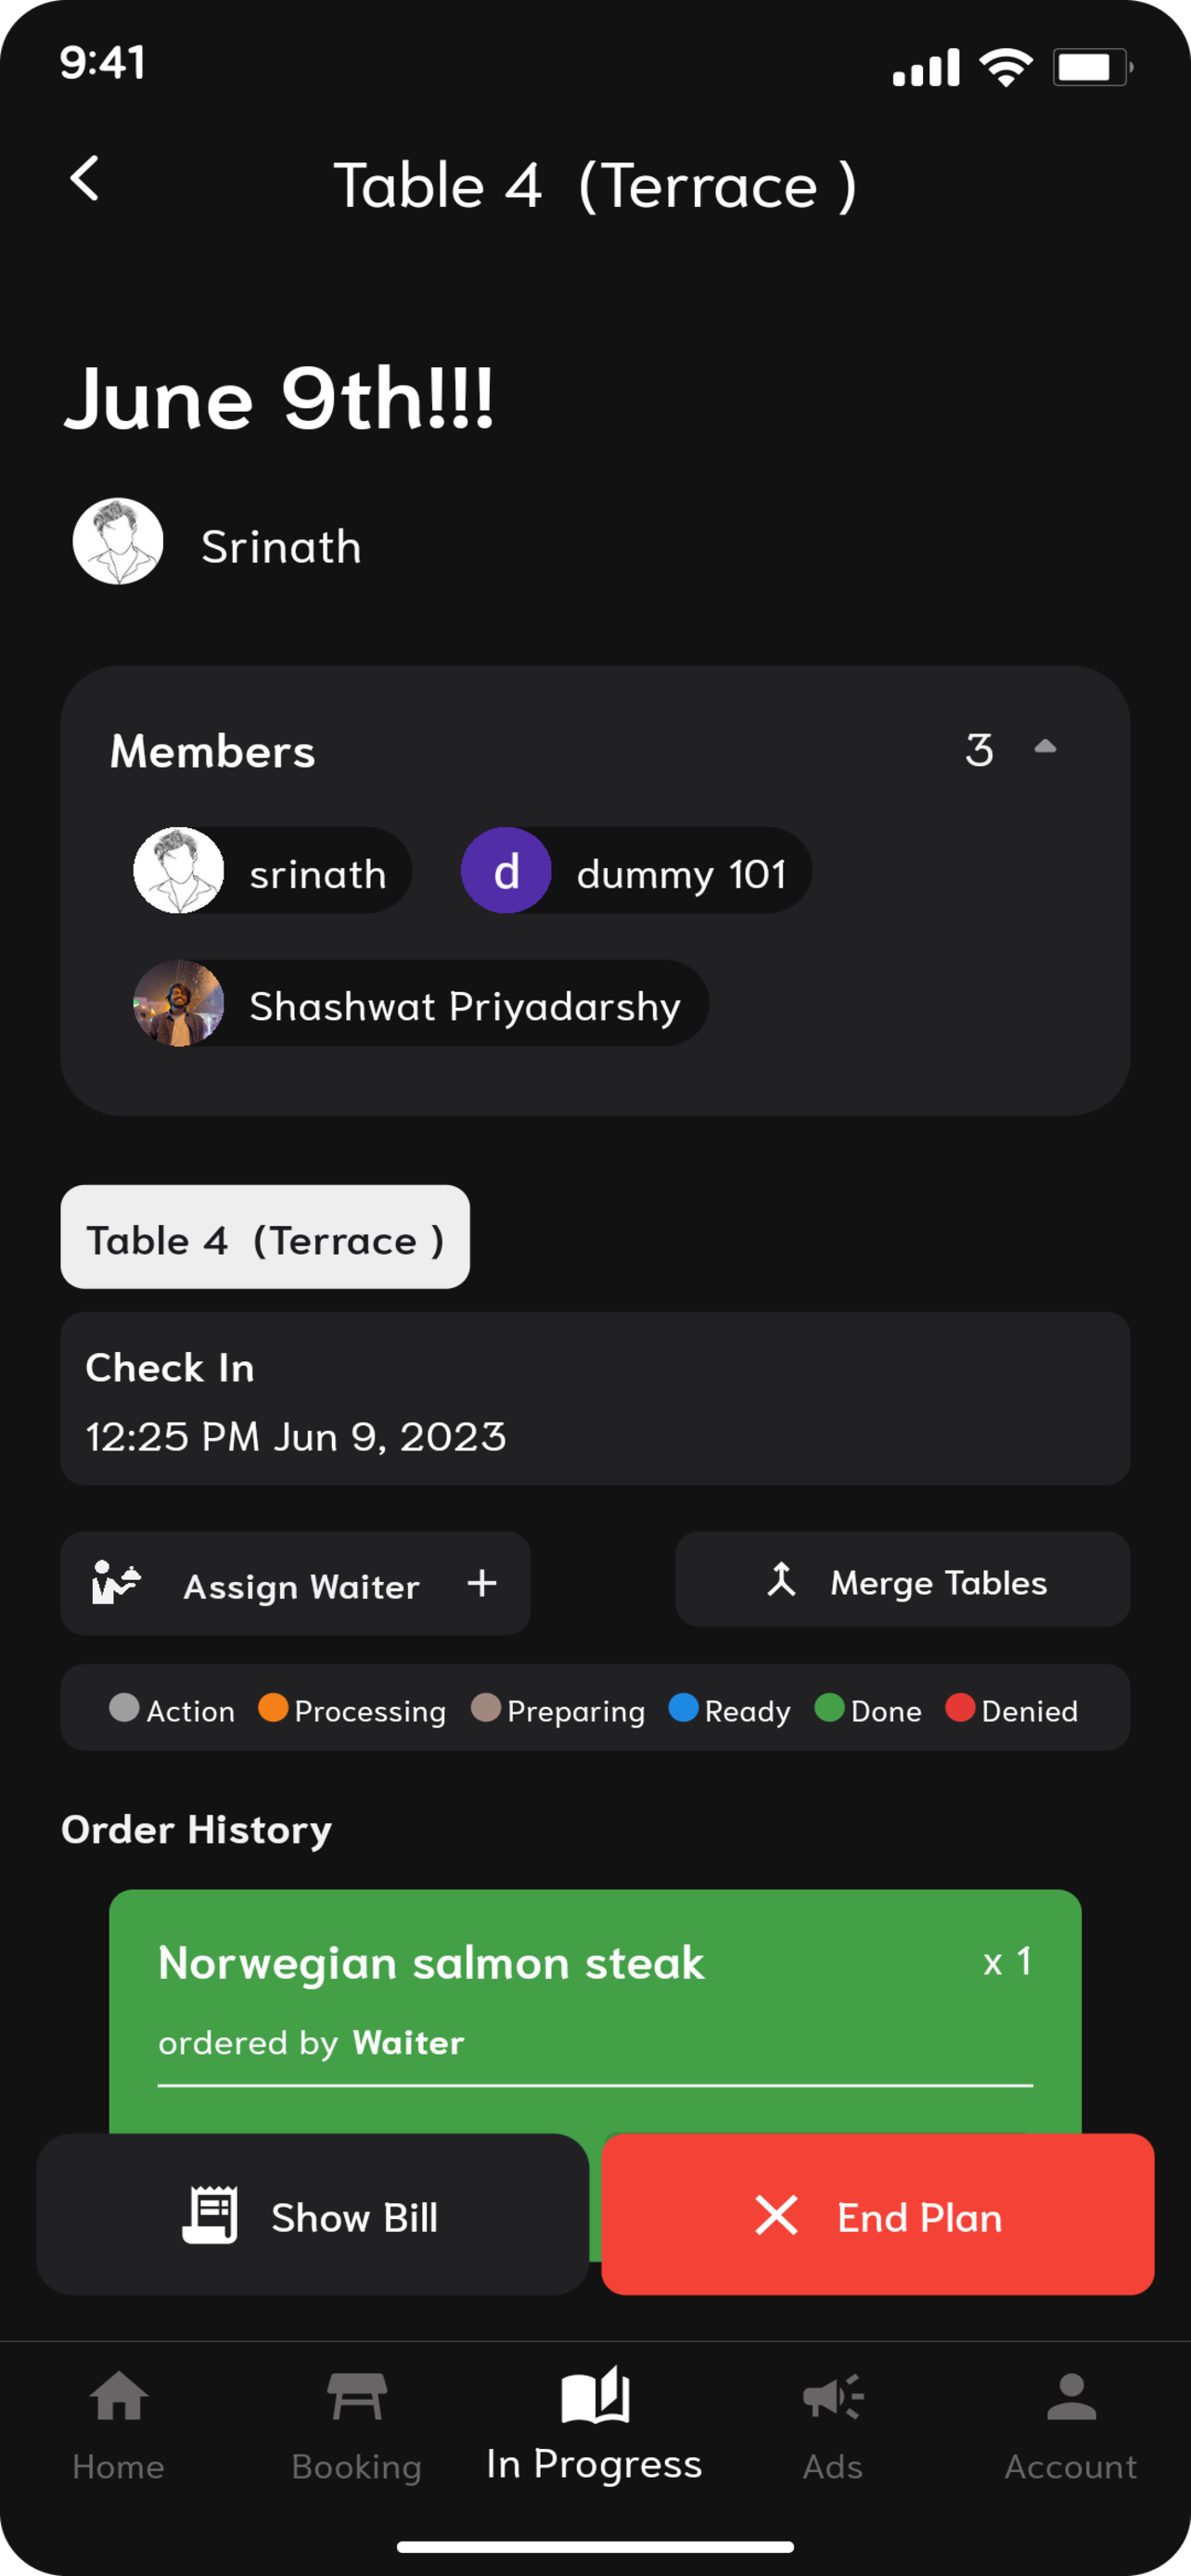 9:41
Table 4 (Terrace )
June 9th!!!
Srinath
Members 3
srinath d dummy 101
Shashwat Priyadarshy
Table 4 (Terrace )
Check In
12:25 PM Jun 9, 2023
Assign Waiter + Merge Tables
Action Processing Preparing Ready Done Denied
Order History
Norwegian salmon steak x 1
ordered by Waiter
Show Bill End Plan
Home Booking In Progress Ads Account